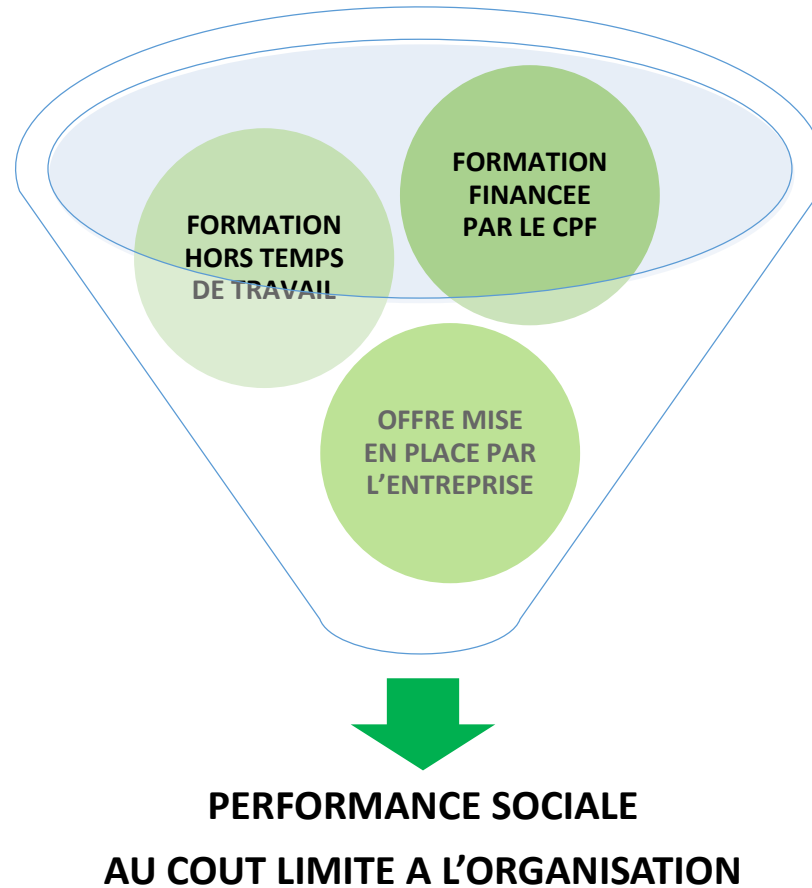 FORMATION
FINANCEE
PAR LE CPF
FORMATION
HORS TEMPS
DE TRAVAIL
OFFRE MISE
EN PLACE PAR
L’ENTREPRISE
PERFORMANCE SOCIALE
AU COUT LIMITE A L’ORGANISATION